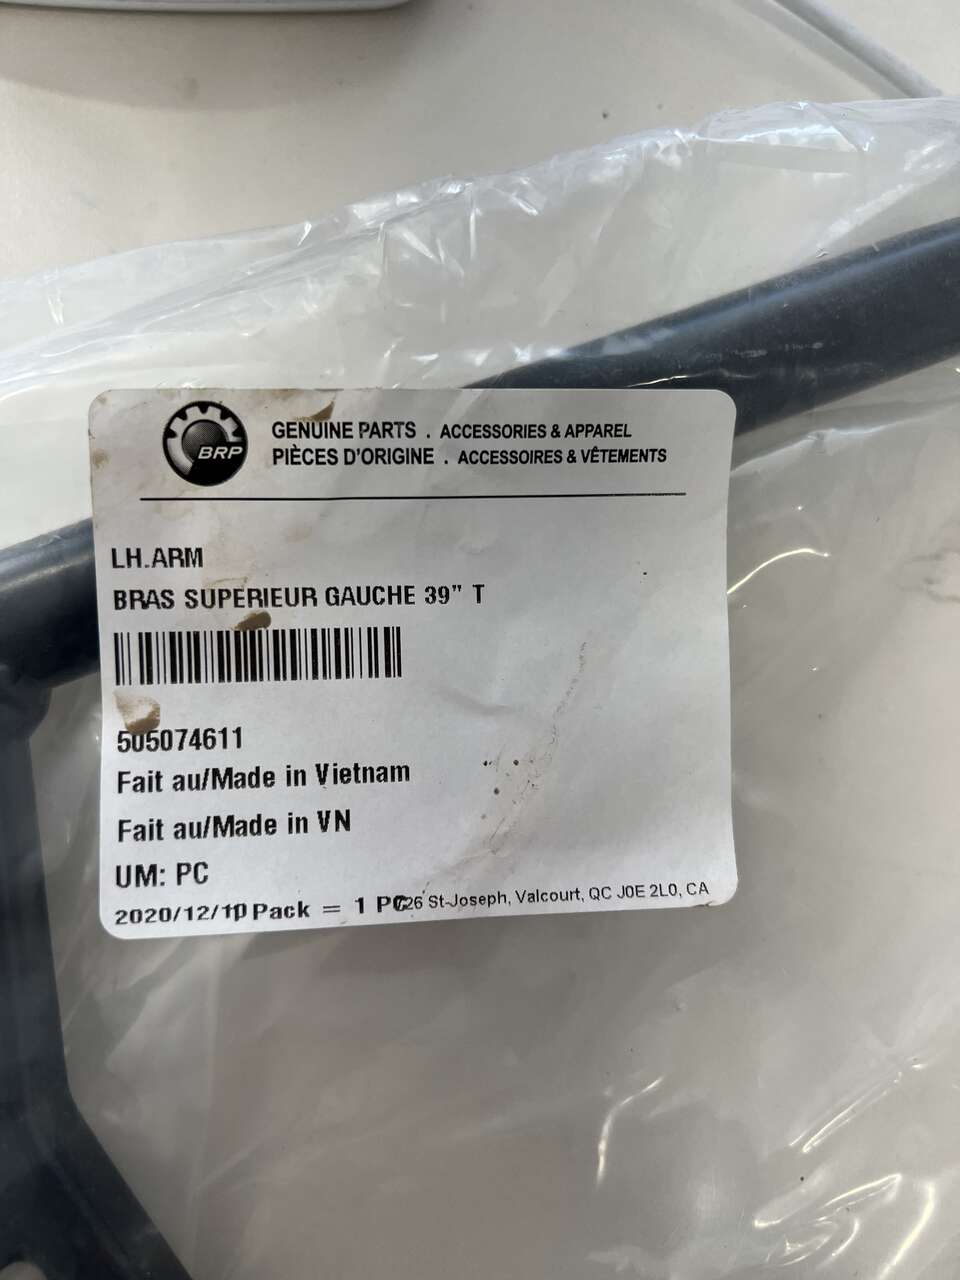 BRP
GENUINE PARTS . ACCESSORIES & APPAREL
PIÈCES D'ORIGINE . ACCESSOIRES & VÊTEMENTS
LH.ARM
BRAS SUPERIEUR GAUCHE 39" T
505074611
Fait au/Made in Vietnam
Fait au/Made in VN
UM: PC
2020/12/10 Pack = 1 PC 726 St-Joseph, Valcourt, QC J0E 2L0, CA